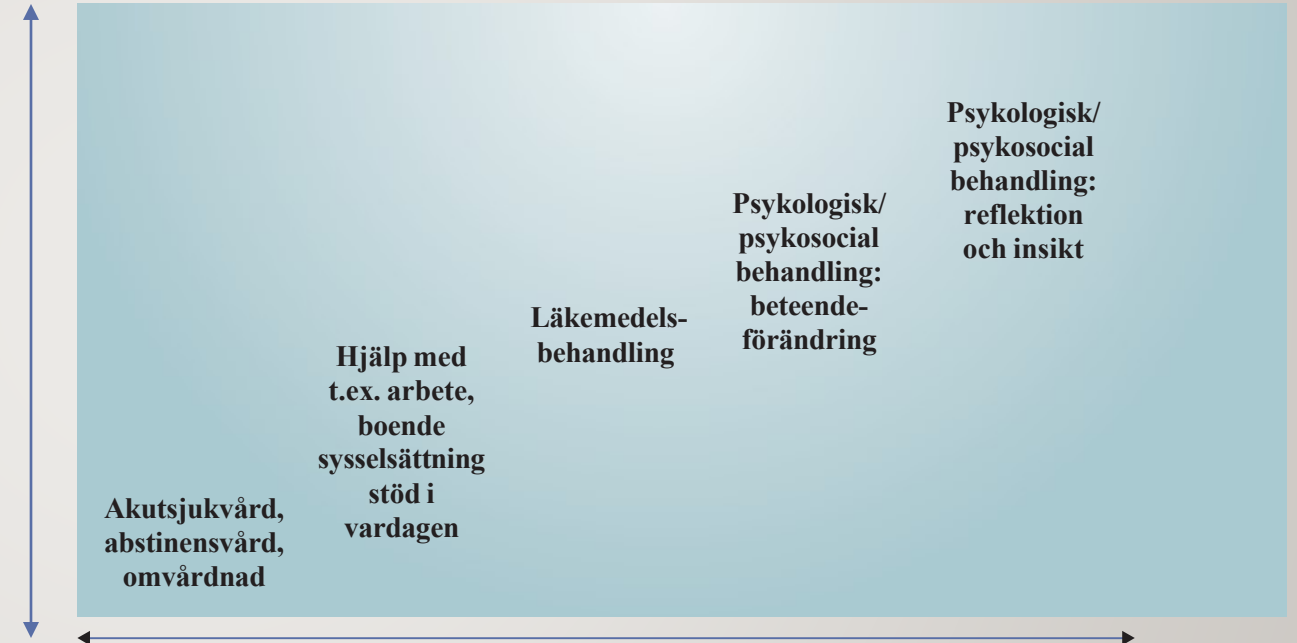 Psykologisk/
psykosocial
behandling:
reflektion
och insikt
Psykologisk/
psykosocial
behandling:
beteende-
förändring
Läkemedels-
behandling
Hjälp med
t.ex. arbete,
boende
sysselsättning
stöd i
vardagen
Akutsjukvård,
abstinensvård,
omvårdnad